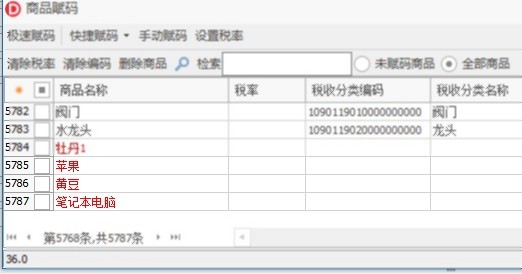 商品赋码
极速赋码 快捷赋码 手动赋码 设置税率
清除税率 清除编码 删除商品 检索 未赋码商品 全部商品
商品名称 税率 税收分类编码 税收分类名称
5782 阀门 1090119010000000000 阀门
5783 水龙头 1090119020000000000 龙头
5784 牡丹1
5785 苹果
5786 黄豆
5787 笔记本电脑
第5768条,共5787条
36.0